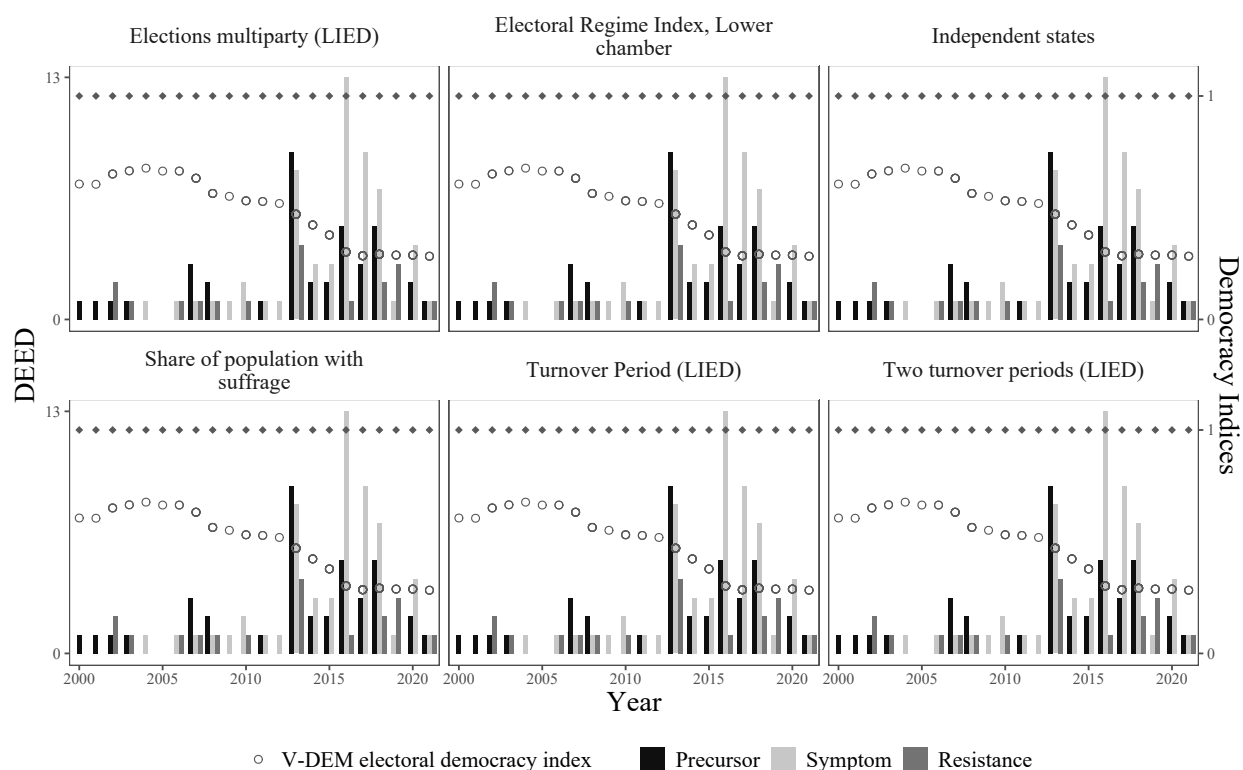 Elections multiparty (LIED)
Electoral Regime Index, Lower
chamber
Independent states
13
0
1
0
Share of population with
suffrage
Turnover Period (LIED)
Two turnover periods (LIED)
13
0
1
0
DEED
Democracy Indices
2000 2005 2010 2015 2020
2000 2005 2010 2015 2020
2000 2005 2010 2015 2020
Year
V-DEM electoral democracy index Precursor Symptom Resistance